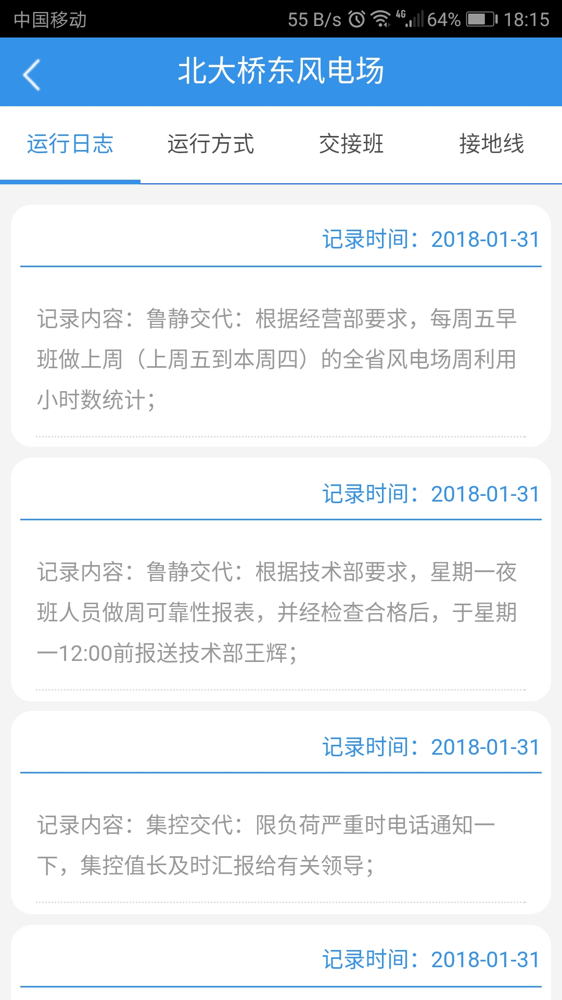 中国移动 55 B/s 4G 64% 18:15
北大桥东风电场
运行日志 运行方式 交接班 接地线
记录时间：2018-01-31
记录内容：鲁静交代：根据经营部要求，每周五早
班做上周（上周五到本周四）的全省风电场周利用
小时数统计；
记录时间：2018-01-31
记录内容：鲁静交代：根据技术部要求，星期一夜
班人员做周可靠性报表，并经检查合格后，于星期
一12:00前报送技术部王辉；
记录时间：2018-01-31
记录内容：集控交代：限负荷严重时电话通知一
下，集控值长及时汇报给有关领导；
记录时间：2018-01-31